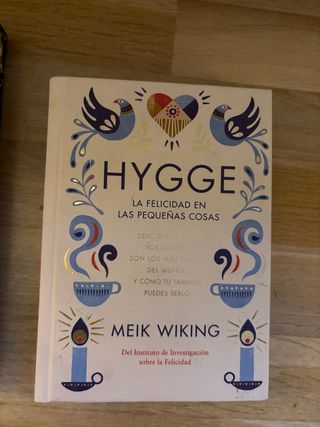 HYGGE
LA FELICIDAD EN
LAS PEQUEÑAS COSAS
DESCUBRE
SON LOS MÁS
DEL MUNDO
Y CÓMO TÚ TAMBIÉN
PUEDES SERLO
MEIK WIKING
Del Instituto de Investigación
sobre la Felicidad